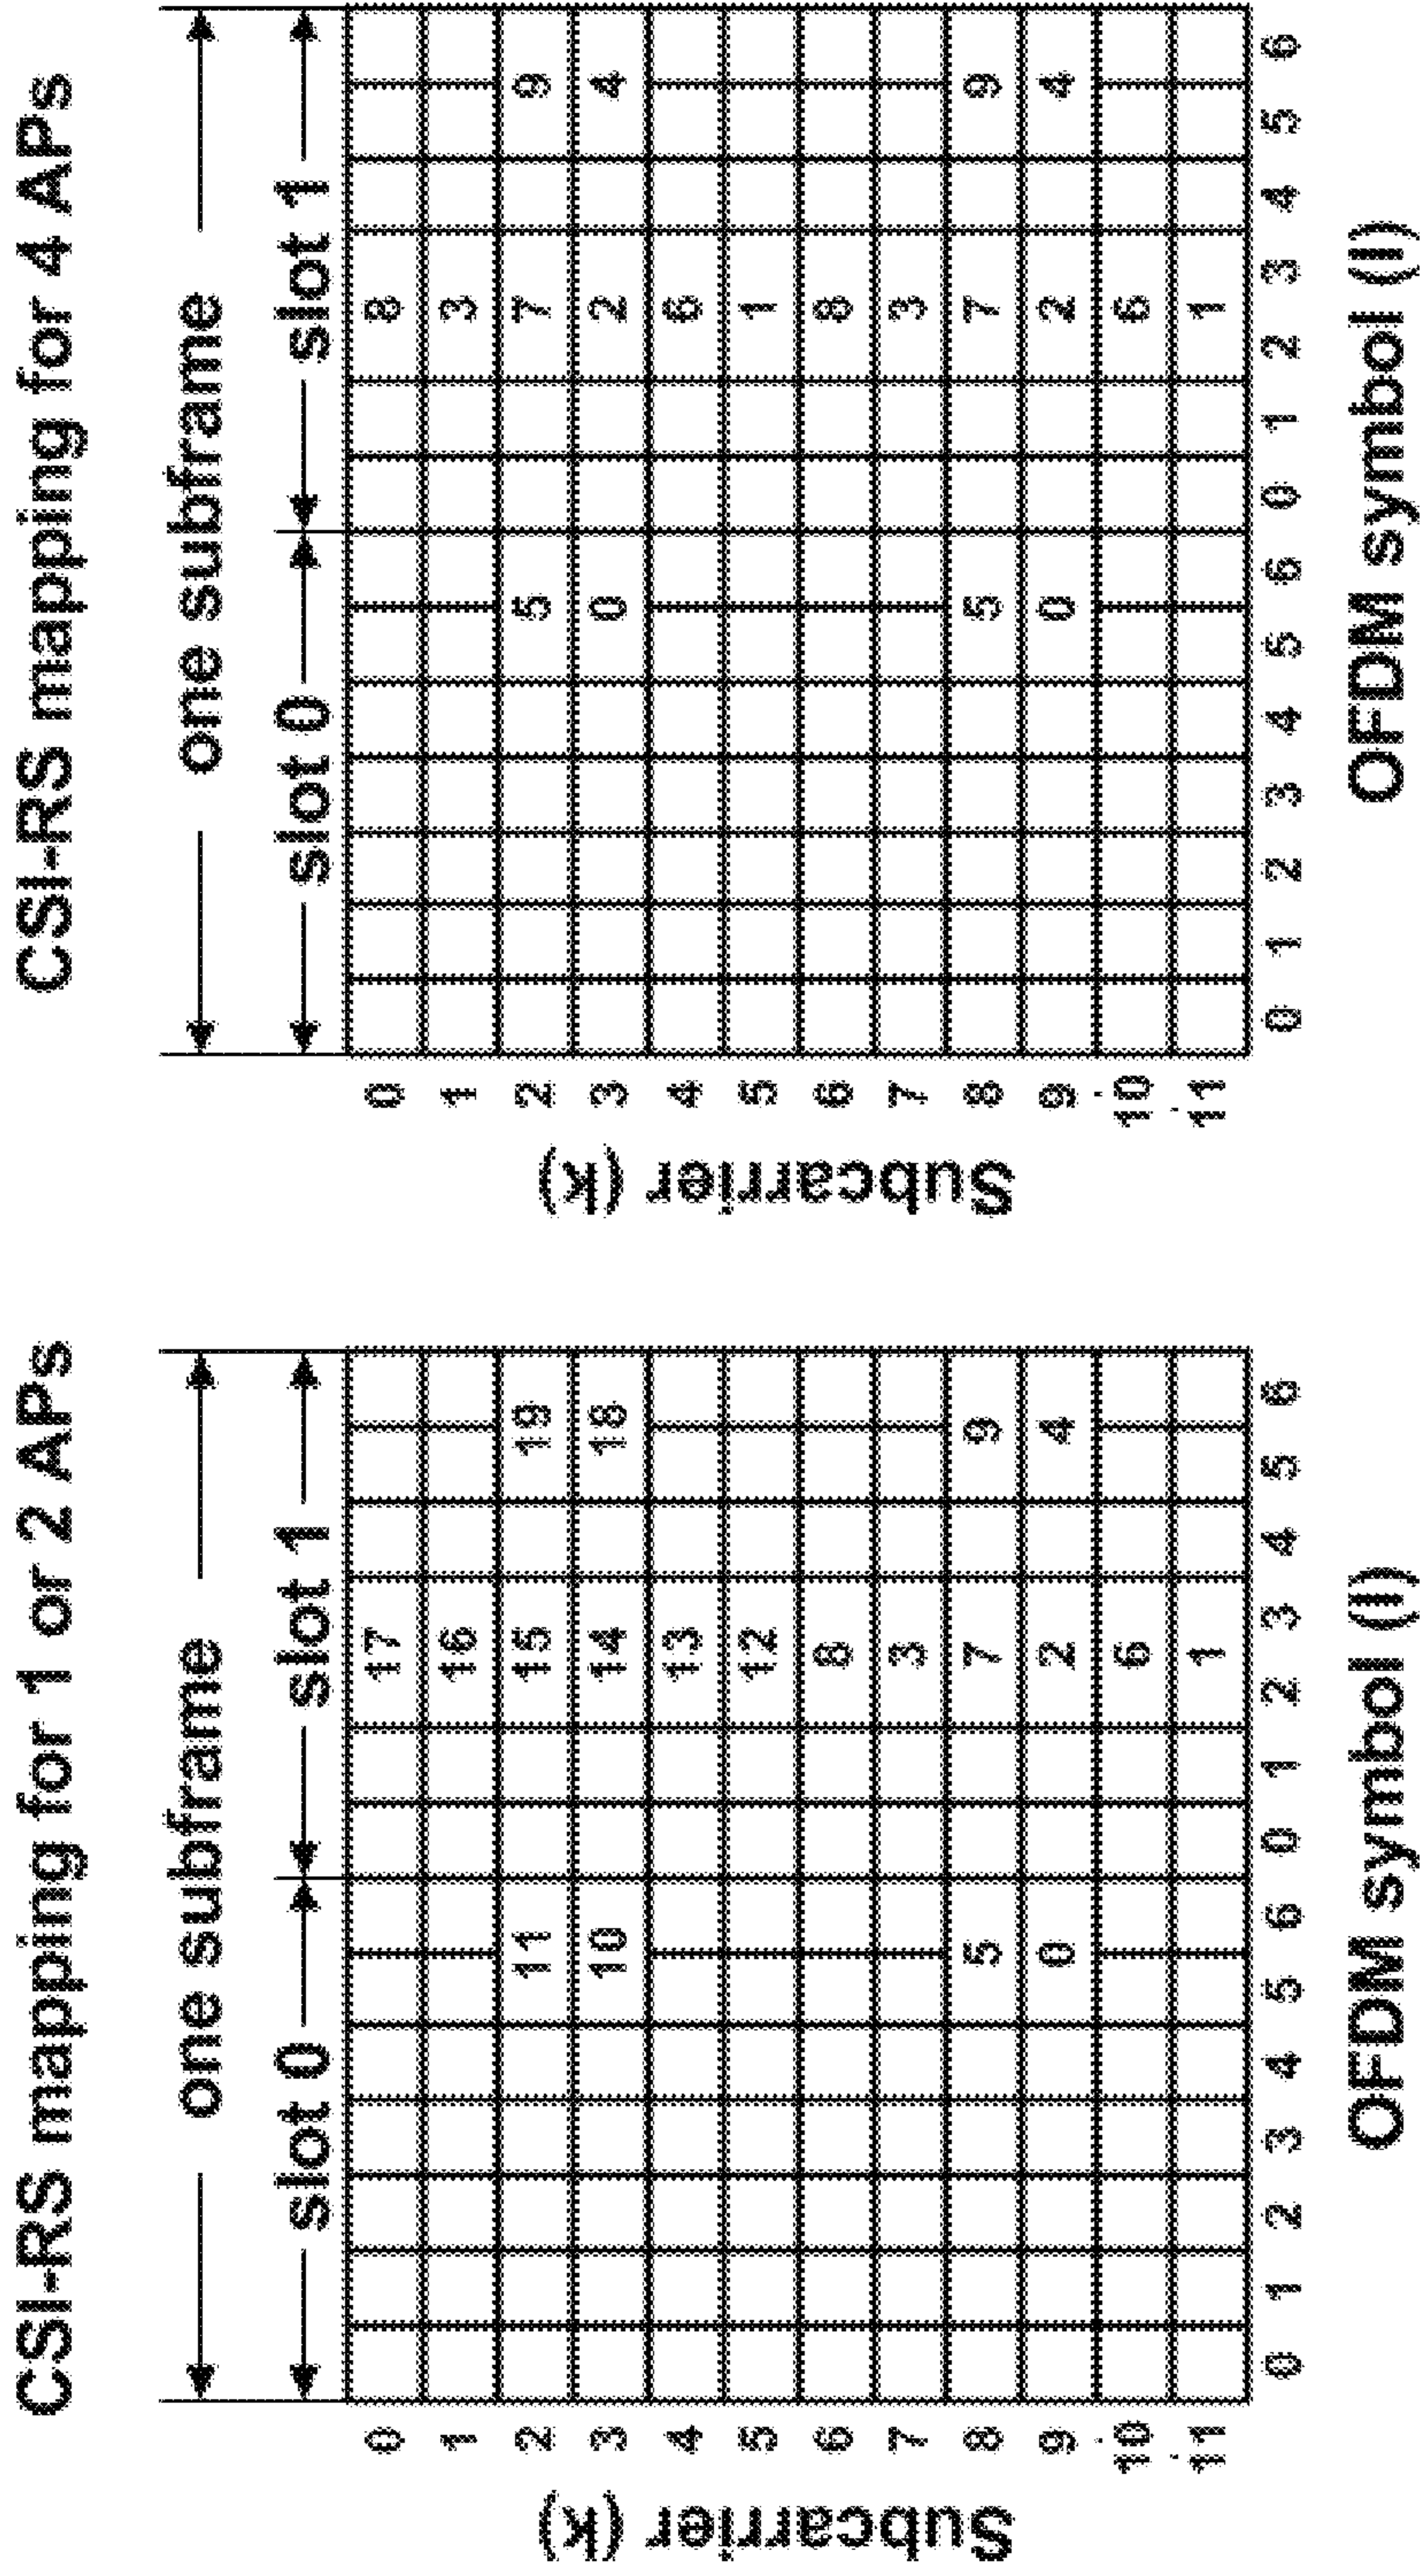 CSI-RS mapping for 1 or 2 APs
one subframe
slot 0 slot 1
0 17
1 16
2 11 15 19
3 10 14 18
4 13
5 12
6 8
7 3
8 5 7 9
9 0 2 4
10 6
11 1
0 1 2 3 4 5 6 0 1 2 3 4 5 6
Subcarrier (k)
OFDM symbol (l)
CSI-RS mapping for 4 APs
one subframe
slot 0 slot 1
0 8
1 3
2 5 7 9
3 0 2 4
4 6
5 1
6 8
7 3
8 5 7 9
9 0 2 4
10 6
11 1
0 1 2 3 4 5 6 0 1 2 3 4 5 6
Subcarrier (k)
OFDM symbol (l)